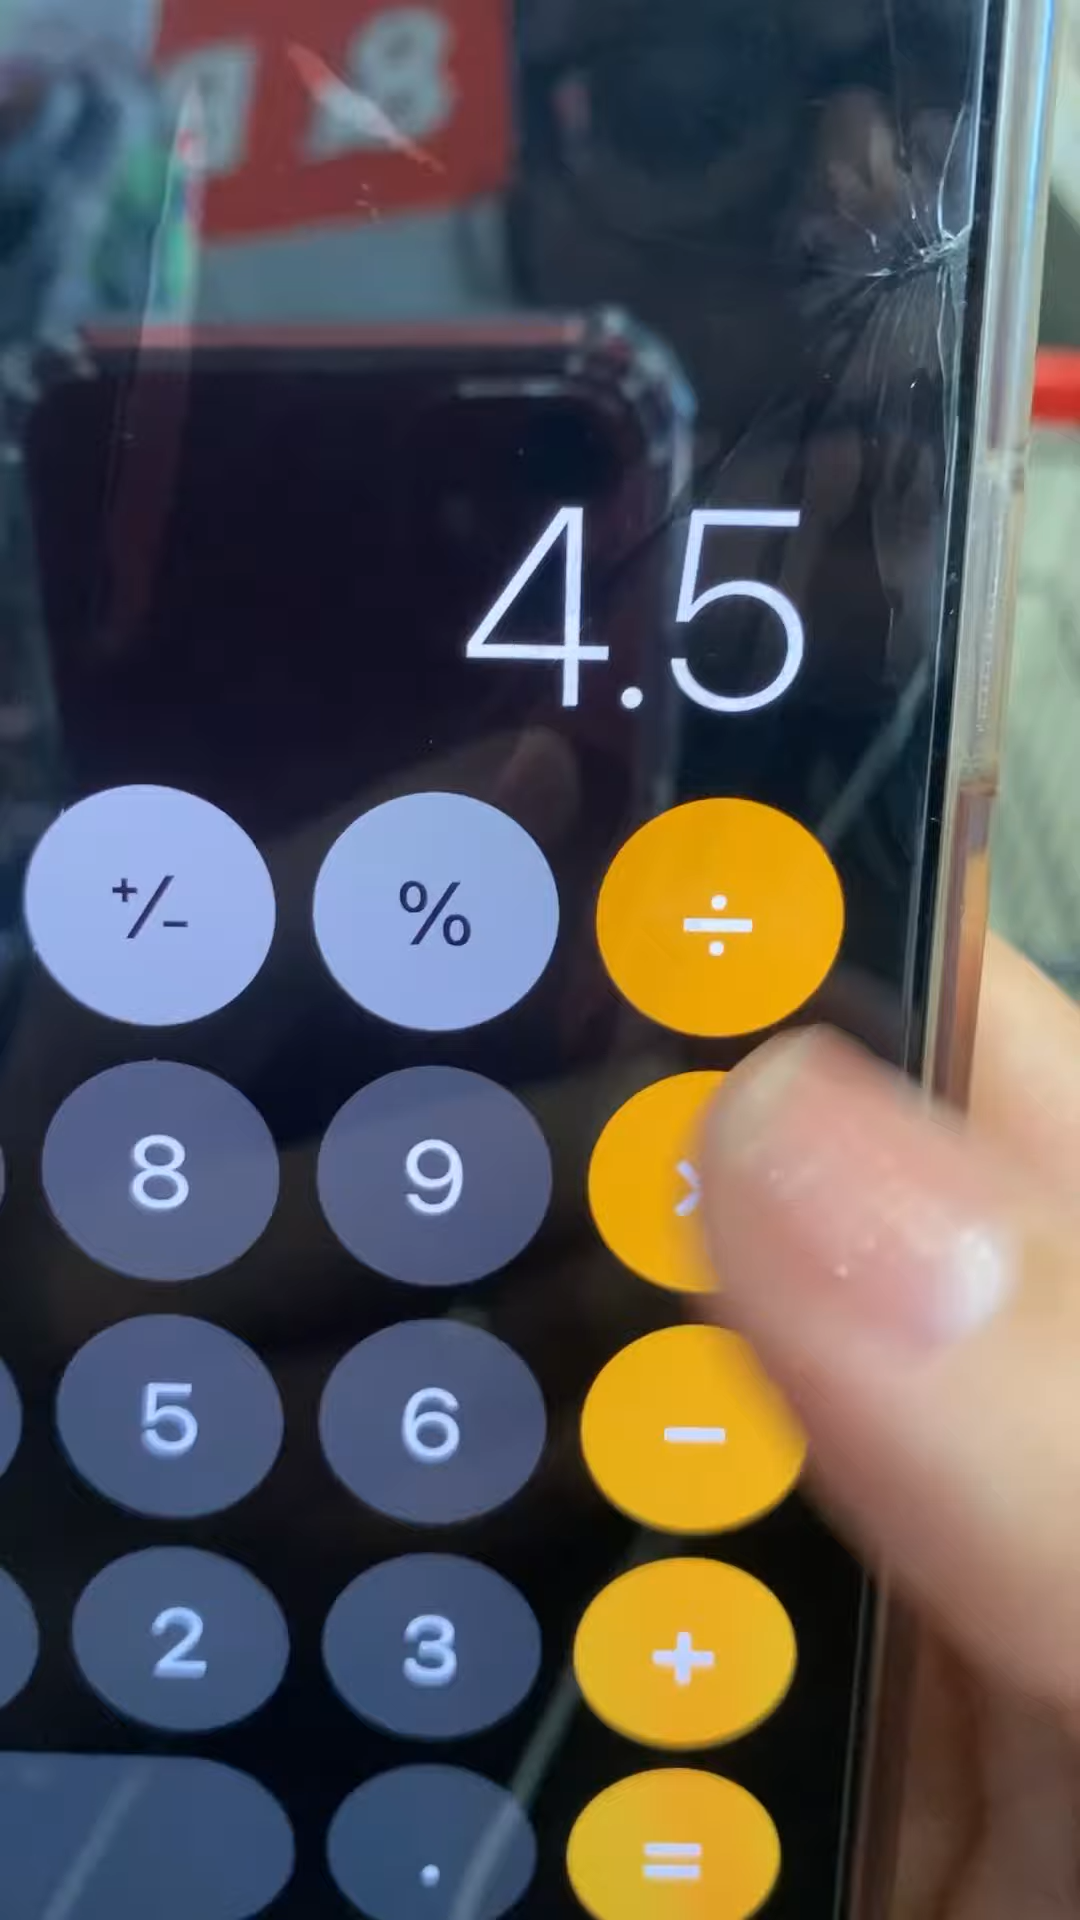 4.5
⁺/₋ % ÷
8 9
5 6 −
2 3 +
. =